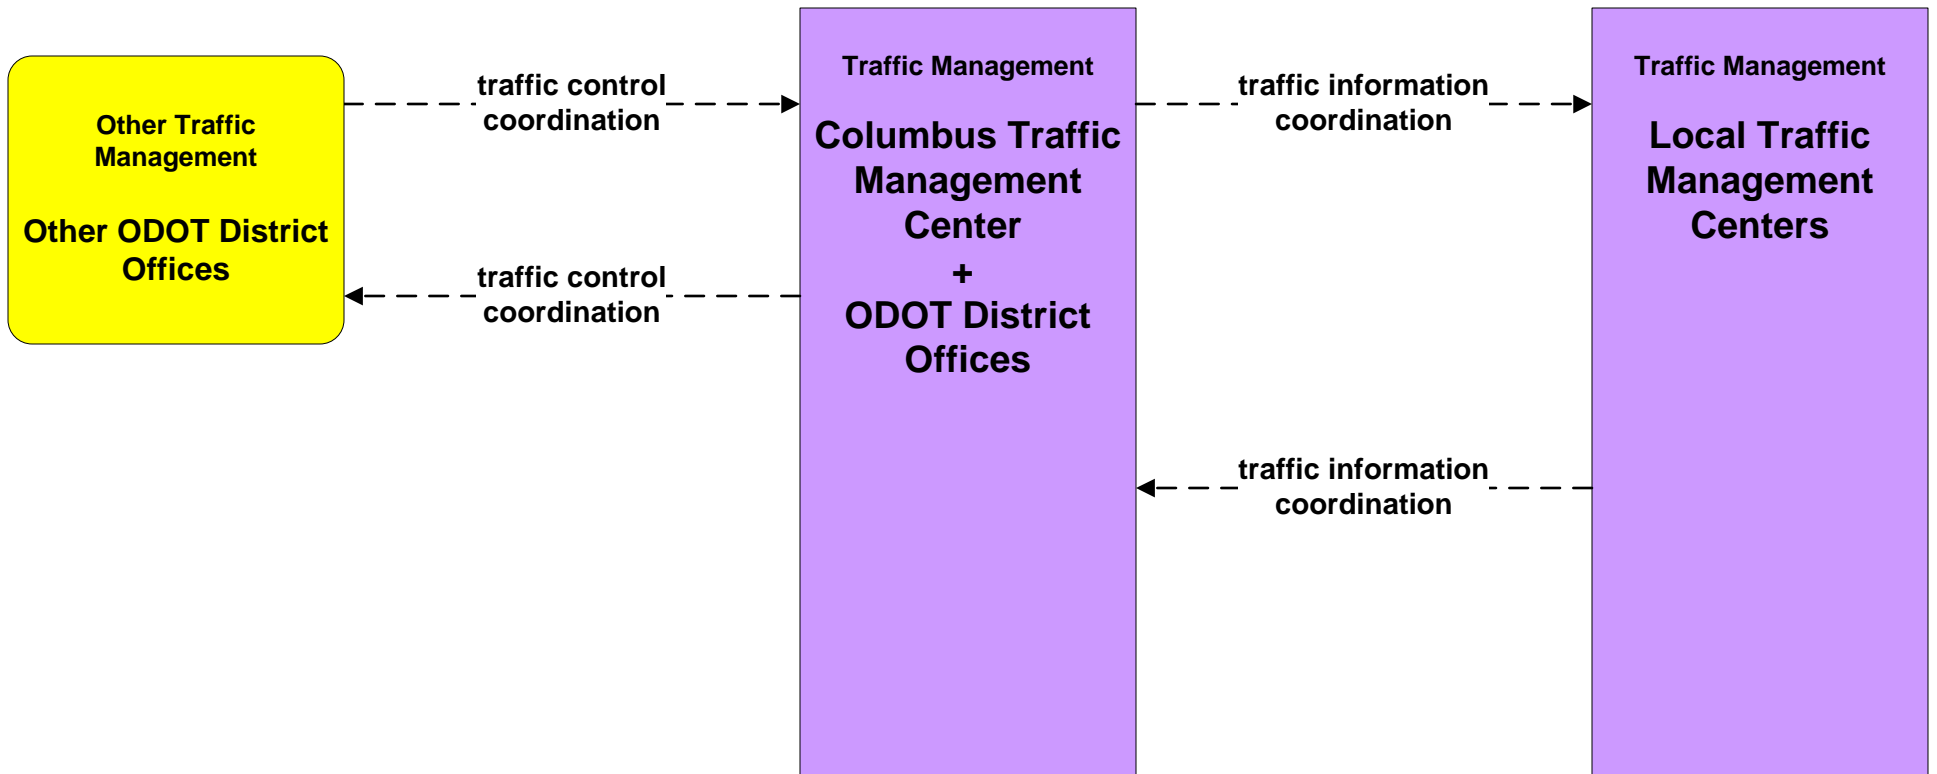 Other Traffic
Management
Other ODOT District
Offices
traffic control
coordination
traffic control
coordination
Traffic Management
Columbus Traffic
Management
Center
+
ODOT District
Offices
traffic information
coordination
traffic information
coordination
Traffic Management
Local Traffic
Management
Centers